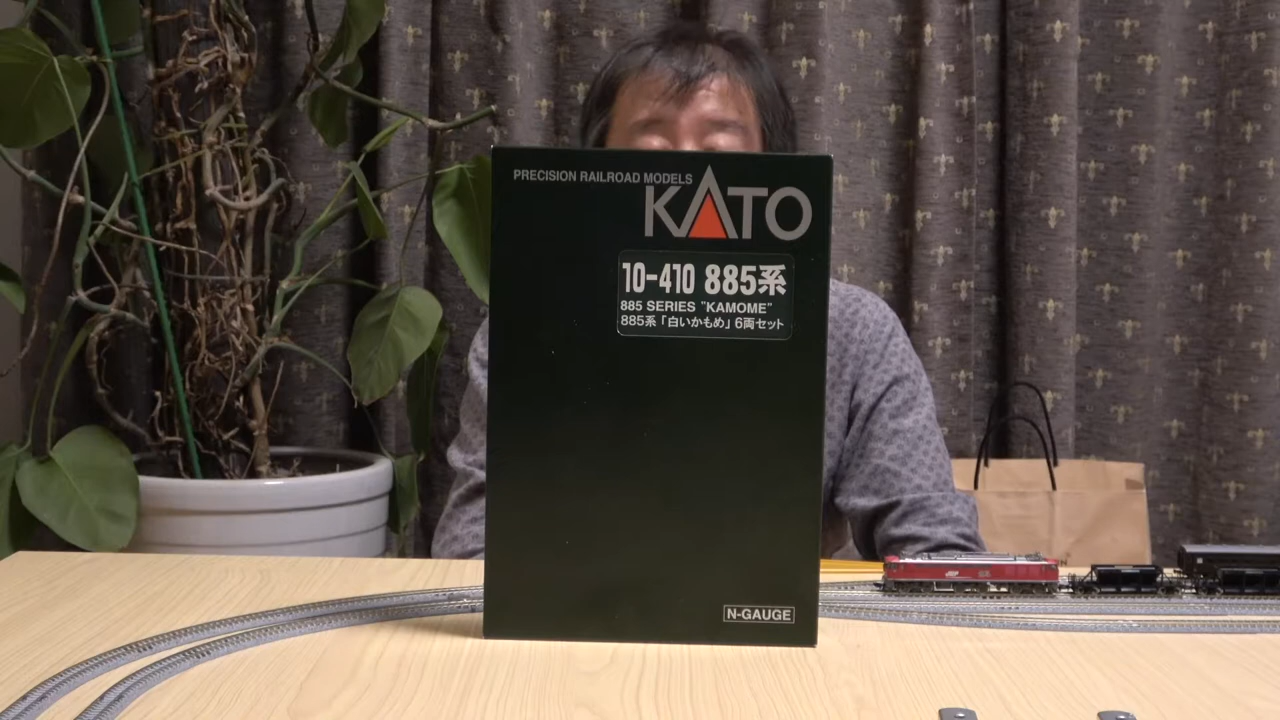 PRECISION RAILROAD MODELS
KATO
10-410 885系
885 SERIES "KAMOME"
885系「白いかもめ」6両セット
N-GAUGE